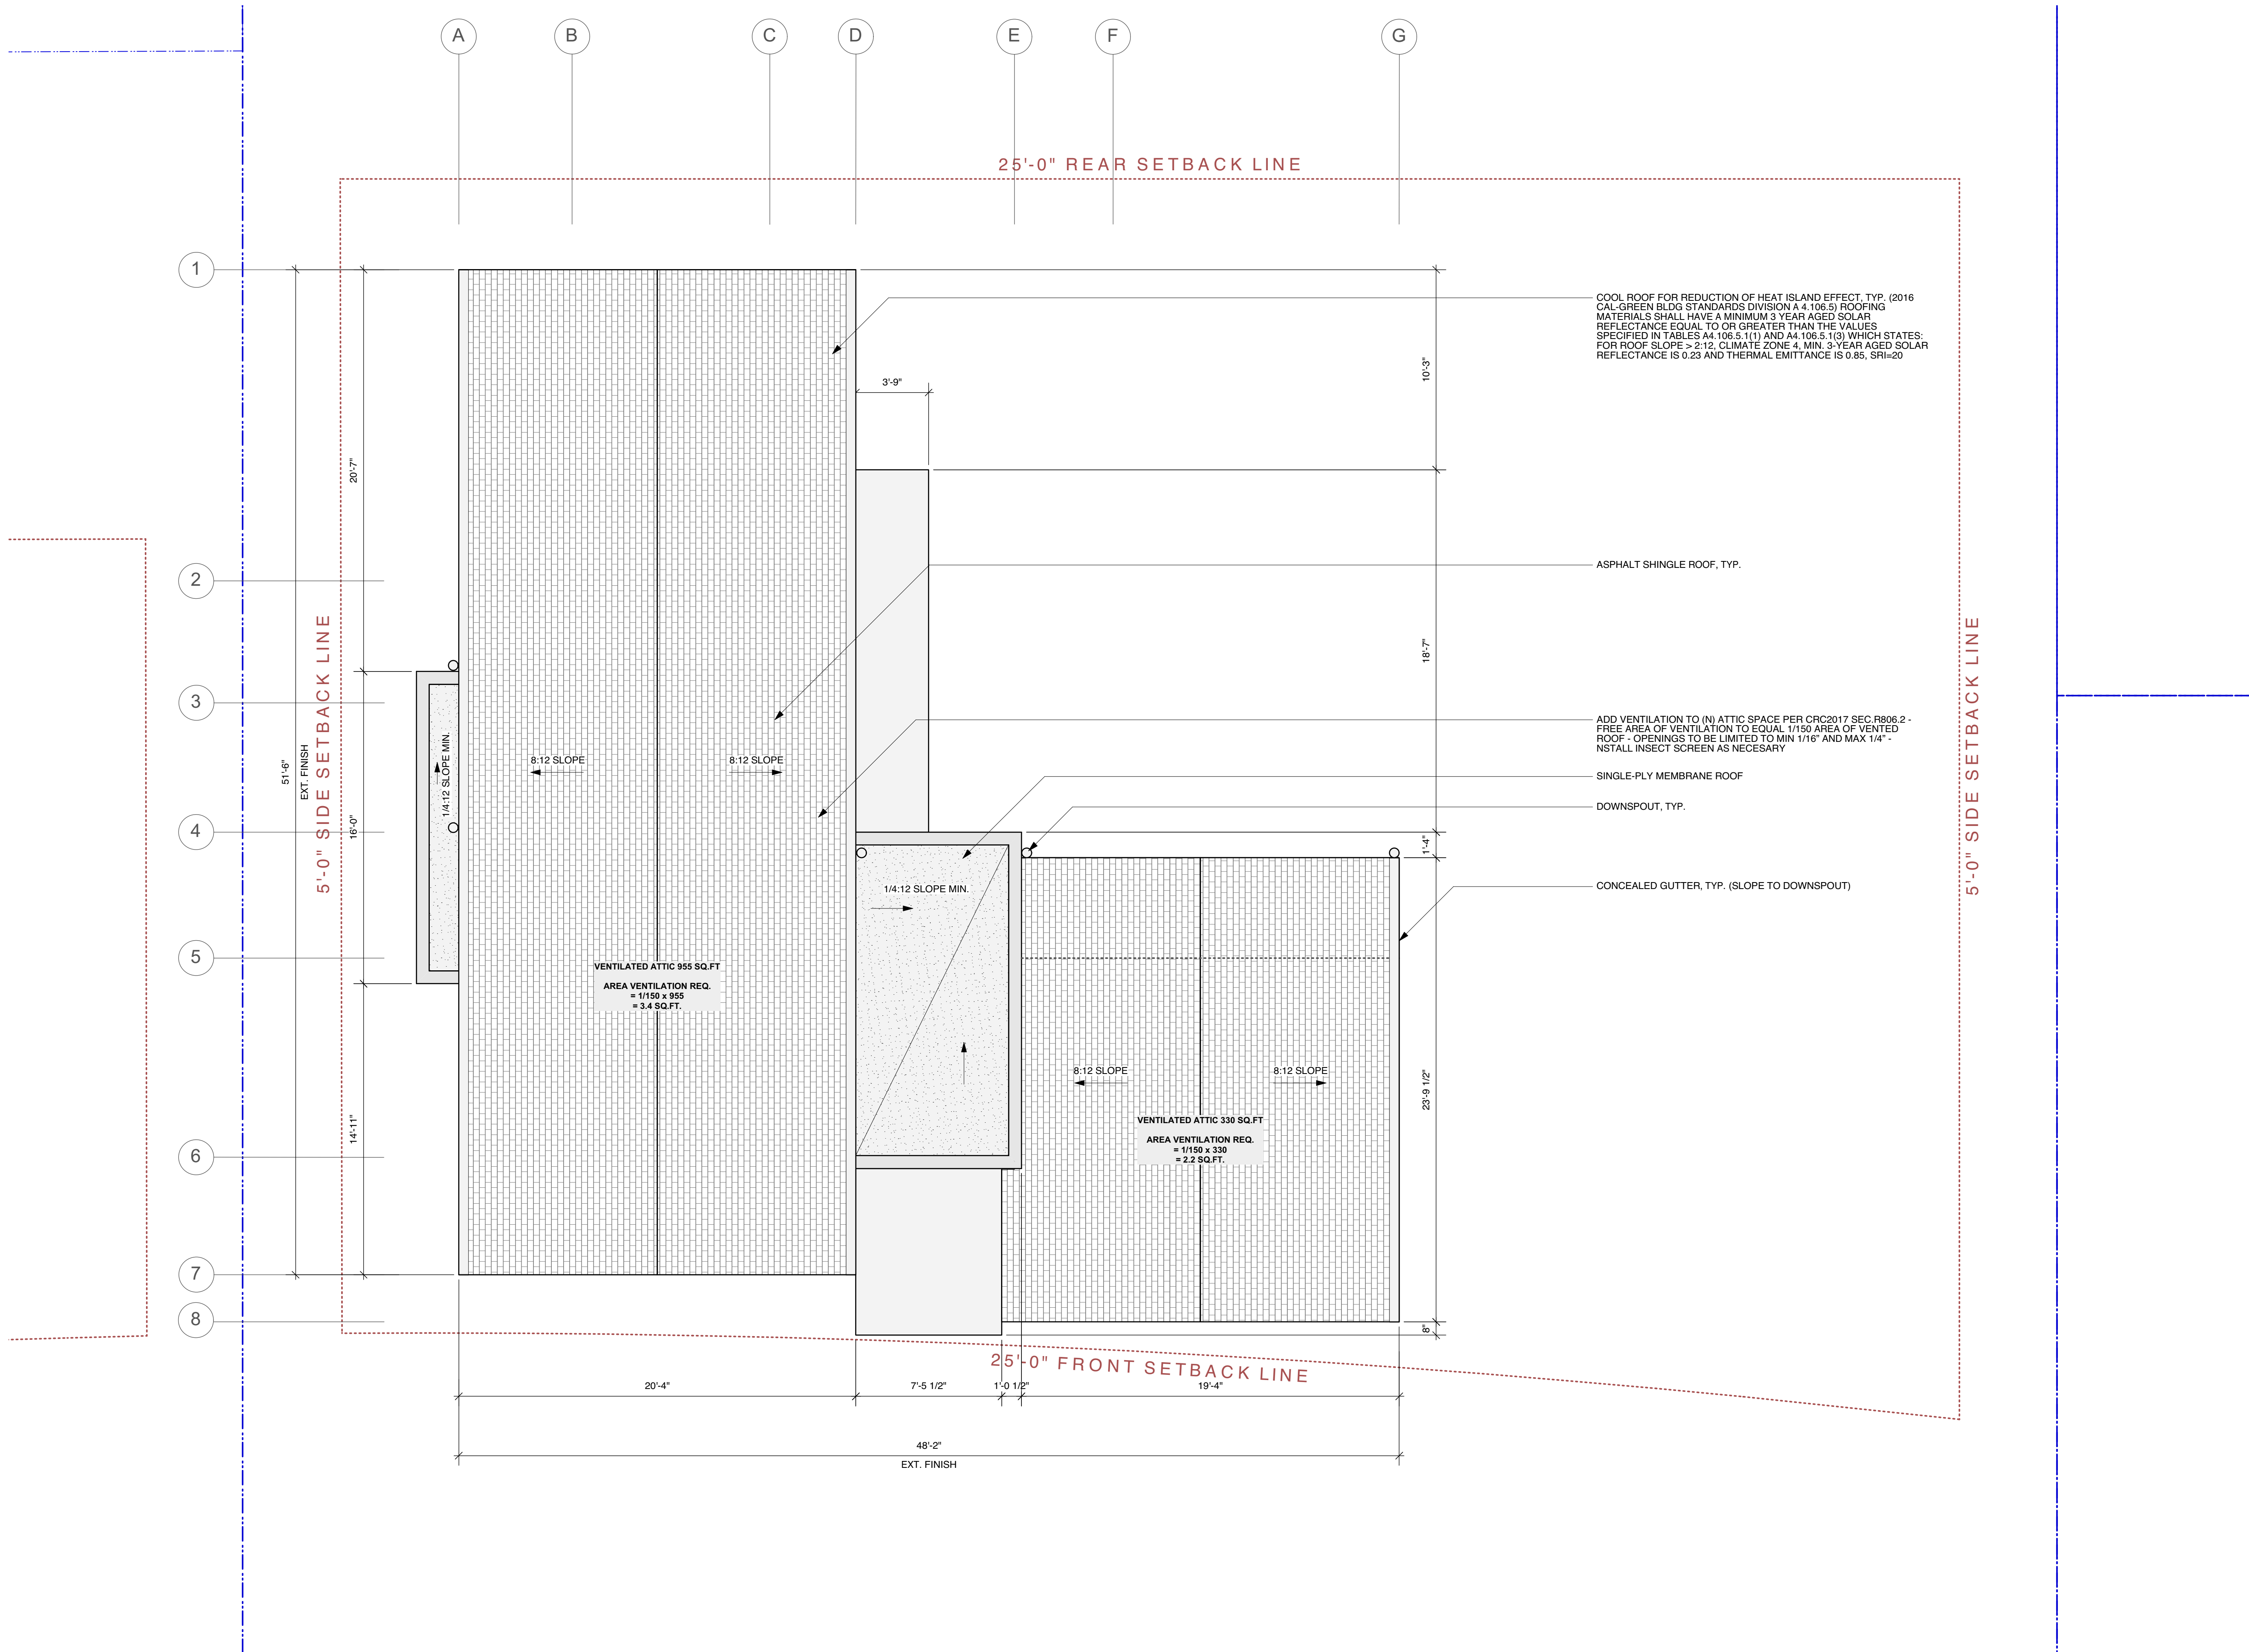 A
B
C
D
E
F
G
25'-0" REAR SETBACK LINE
1
2
3
4
5
6
7
8
COOL ROOF FOR REDUCTION OF HEAT ISLAND EFFECT, TYP. (2016
CAL-GREEN BLDG STANDARDS DIVISION A 4.106.5) ROOFING
MATERIALS SHALL HAVE A MINIMUM 3 YEAR AGED SOLAR
REFLECTANCE EQUAL TO OR GREATER THAN THE VALUES
SPECIFIED IN TABLES A4.106.5.1(1) AND A4.106.5.1(3) WHICH STATES:
FOR ROOF SLOPE > 2:12, CLIMATE ZONE 4, MIN. 3-YEAR AGED SOLAR
REFLECTANCE IS 0.23 AND THERMAL EMITTANCE IS 0.85, SRI=20
ASPHALT SHINGLE ROOF, TYP.
ADD VENTILATION TO (N) ATTIC SPACE PER CRC2017 SEC.R806.2 -
FREE AREA OF VENTILATION TO EQUAL 1/150 AREA OF VENTED
ROOF - OPENINGS TO BE LIMITED TO MIN 1/16" AND MAX 1/4" -
NSTALL INSECT SCREEN AS NECESARY
SINGLE-PLY MEMBRANE ROOF
DOWNSPOUT, TYP.
CONCEALED GUTTER, TYP. (SLOPE TO DOWNSPOUT)
5'-0" SIDE SETBACK LINE
51'-6"
EXT. FINISH
20'-7"
16'-0"
14'-11"
1/4:12 SLOPE MIN.
8:12 SLOPE
8:12 SLOPE
VENTILATED ATTIC 955 SQ.FT
AREA VENTILATION REQ.
= 1/150 x 955
= 3.4 SQ.FT.
3'-9"
1/4:12 SLOPE MIN.
8:12 SLOPE
8:12 SLOPE
VENTILATED ATTIC 330 SQ.FT
AREA VENTILATION REQ.
= 1/150 x 330
= 2.2 SQ.FT.
10'-3"
18'-7"
1'-4"
23'-9 1/2"
8"
5'-0" SIDE SETBACK LINE
25'-0" FRONT SETBACK LINE
20'-4"
7'-5 1/2"
1'-0 1/2"
19'-4"
48'-2"
EXT. FINISH